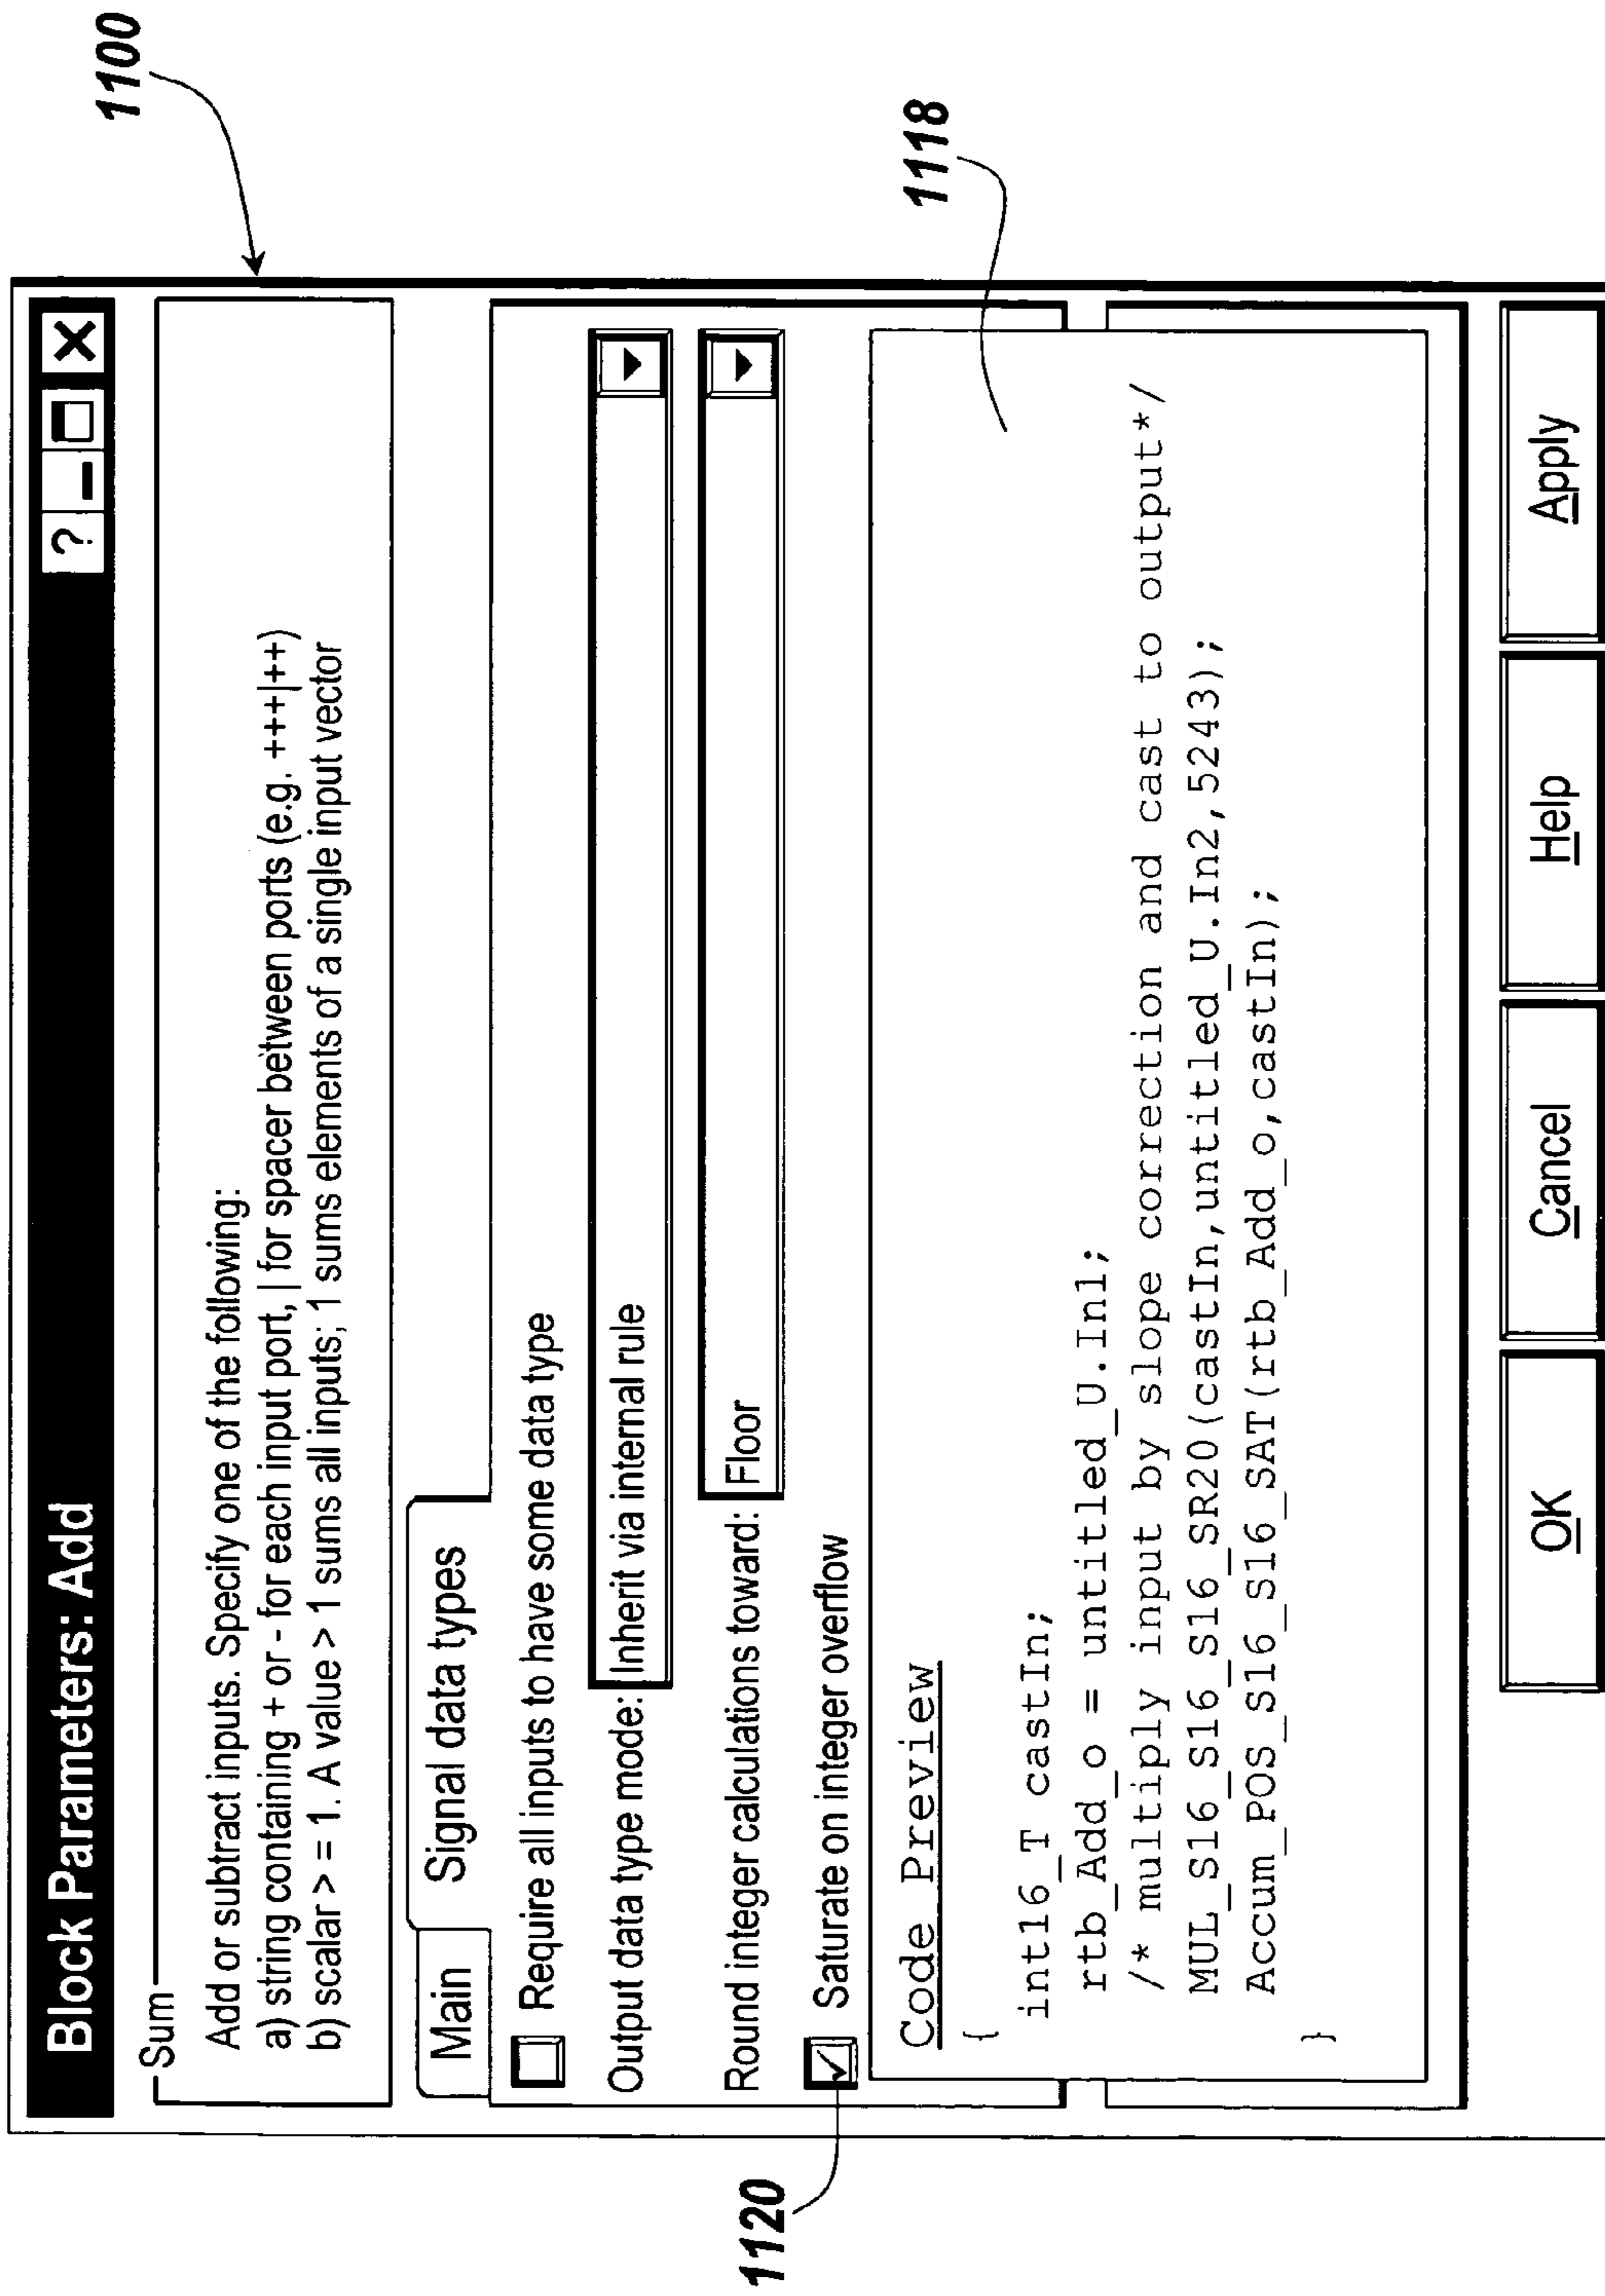 1100
Block Parameters: Add
?
Sum
Add or subtract inputs. Specify one of the following:
a) string containing + or - for each input port, | for spacer between ports (e.g. +++|++)
b) scalar > = 1. A value > 1 sums all inputs; 1 sums elements of a single input vector
Main Signal data types
Require all inputs to have some data type
Output data type mode: Inherit via internal rule
Round integer calculations toward: Floor
1120
Saturate on integer overflow
1118
Code Preview
{
int16_T castIn;
rtb_Add_o = untitled_U.In1;
/* multiply input by slope correction and cast to output*/
MUL_S16_S16_S16_SR20(castIn,untitled_U.In2,5243);
Accum_POS_S16_S16_SAT(rtb_Add_o,castIn);
}
OK Cancel Help Apply